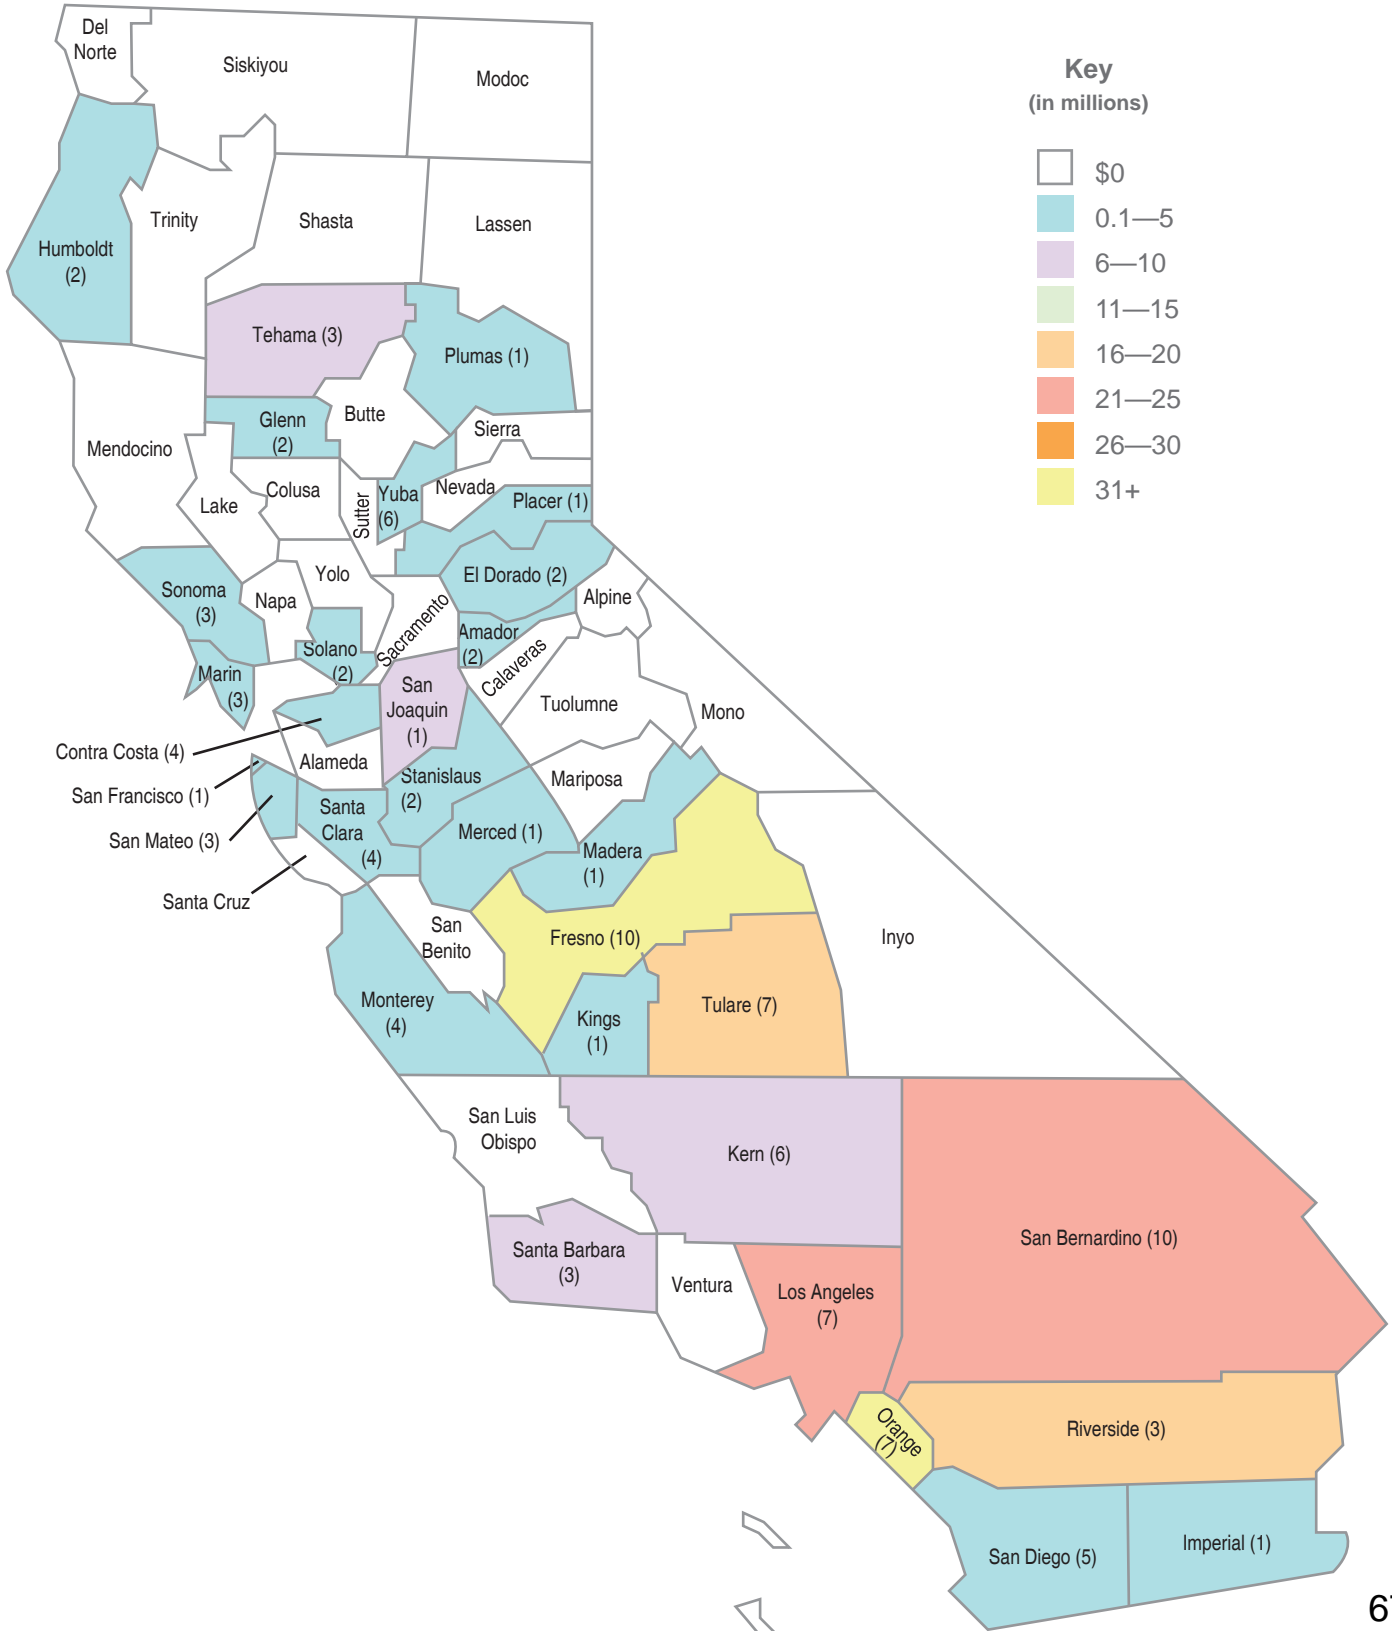 Del
Norte
Siskiyou
Modoc
Key
(in millions)
$0
0.1—5
6—10
11—15
16—20
21—25
26—30
31+
Humboldt
(2)
Trinity
Shasta
Lassen
Tehama (3)
Plumas (1)
Mendocino
Glenn
(2)
Butte
Sierra
Lake
Colusa
Sutter
Yuba
(6)
Nevada
Placer (1)
Sonoma
(3)
Napa
Yolo
El Dorado (2)
Alpine
Marin
(3)
Solano
(2)
Sacramento
Amador
(2)
Calaveras
San
Joaquin
(1)
Tuolumne
Mono
Contra Costa (4)
Alameda
Stanislaus
(2)
Mariposa
San Francisco (1)
San Mateo (3)
Santa
Clara
(4)
Merced (1)
Madera
(1)
Santa Cruz
San
Benito
Fresno (10)
Inyo
Monterey
(4)
Kings
(1)
Tulare (7)
San Luis
Obispo
Kern (6)
San Bernardino (10)
Santa Barbara
(3)
Ventura
Los Angeles
(7)
Orange
(7)
Riverside (3)
San Diego (5)
Imperial (1)